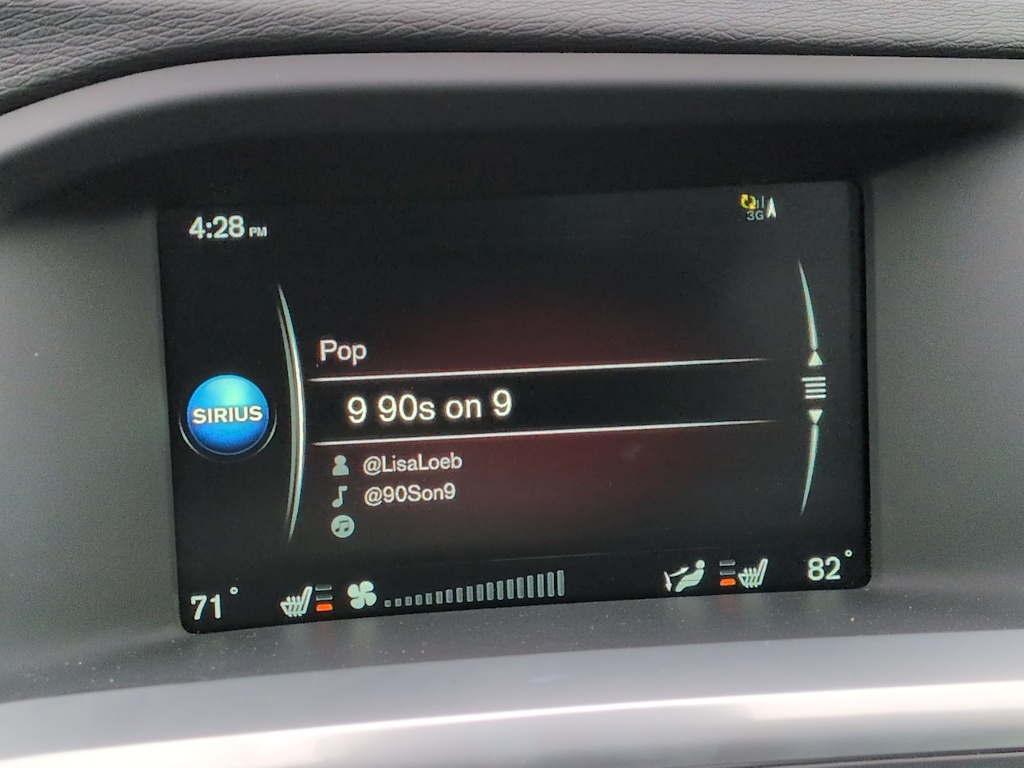 4:28 PM
3G
Pop
SIRIUS
9 90s on 9
@LisaLoeb
@90Son9
71°
82°